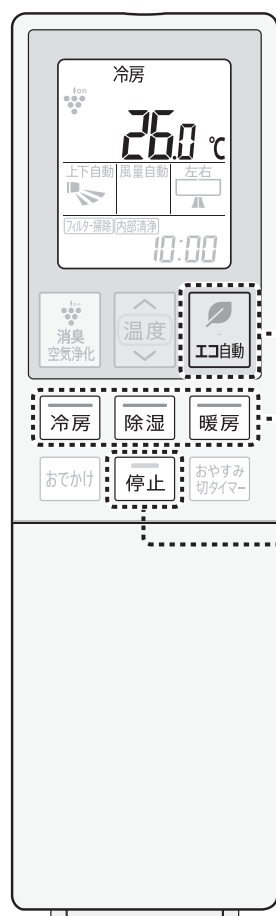 冷房
ion
26.0 ℃
上下自動 風量自動 左右
フィルター掃除 内部清浄
10:00
ion
消臭
空気浄化
温度
エコ自動
冷房 除湿 暖房
おでかけ 停止 おやすみ
切タイマー